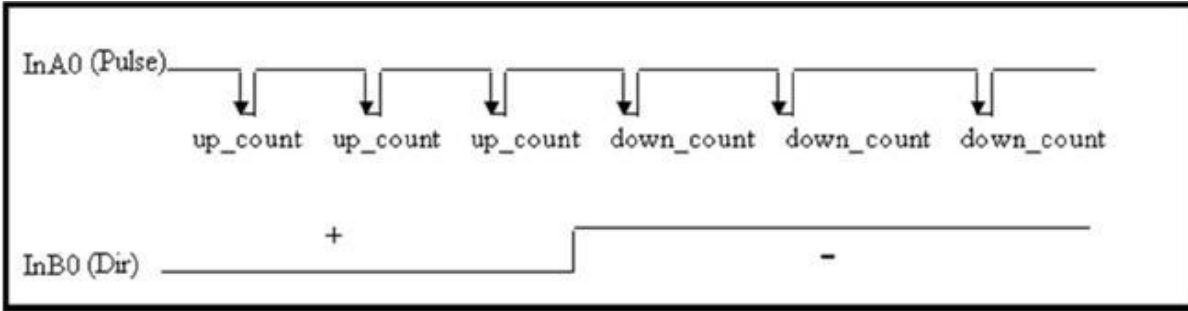 InA0 (Pulse)
up_count up_count up_count down_count down_count down_count
+
InB0 (Dir)
-